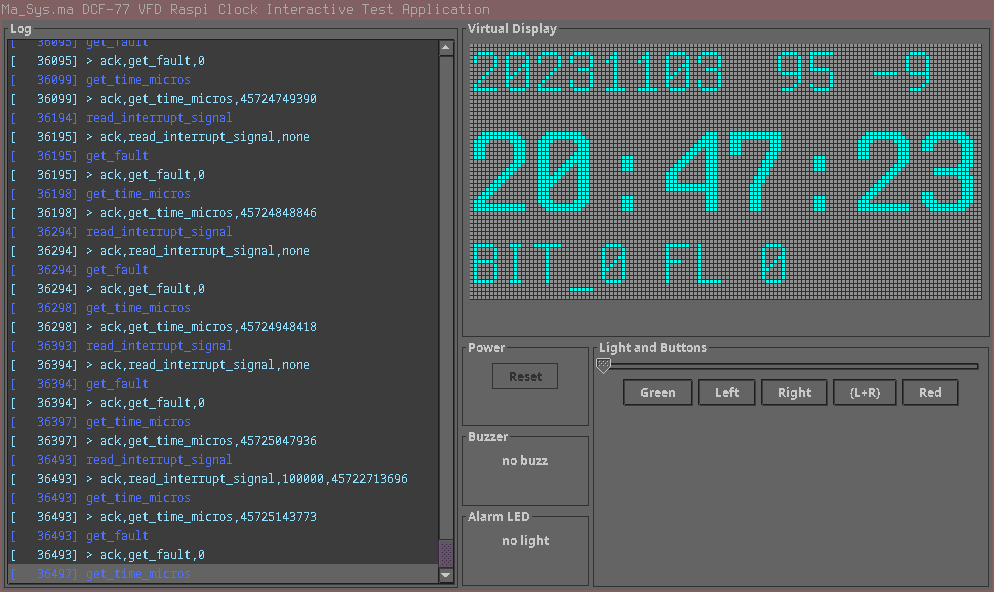 Ma_Sys.ma DCF-77 VFD Raspi Clock Interactive Test Application
Log
[   36095] get_fault
[   36095] > ack,get_fault,0
[   36099] get_time_micros
[   36099] > ack,get_time_micros,45724749390
[   36194] read_interrupt_signal
[   36195] > ack,read_interrupt_signal,none
[   36195] get_fault
[   36195] > ack,get_fault,0
[   36198] get_time_micros
[   36198] > ack,get_time_micros,45724848846
[   36294] read_interrupt_signal
[   36294] > ack,read_interrupt_signal,none
[   36294] get_fault
[   36294] > ack,get_fault,0
[   36298] get_time_micros
[   36298] > ack,get_time_micros,45724948418
[   36393] read_interrupt_signal
[   36394] > ack,read_interrupt_signal,none
[   36394] get_fault
[   36394] > ack,get_fault,0
[   36397] get_time_micros
[   36397] > ack,get_time_micros,45725047936
[   36493] read_interrupt_signal
[   36493] > ack,read_interrupt_signal,100000,45722713696
[   36493] get_time_micros
[   36493] > ack,get_time_micros,45725143773
[   36493] get_fault
[   36493] > ack,get_fault,0
[   36497] get_time_micros
Virtual Display
20231103  95 -9
20:47:23
BIT_0 FL 0
Power
Reset
Buzzer
no buzz
Alarm LED
no light
Light and Buttons
Green
Left
Right
(L+R)
Red